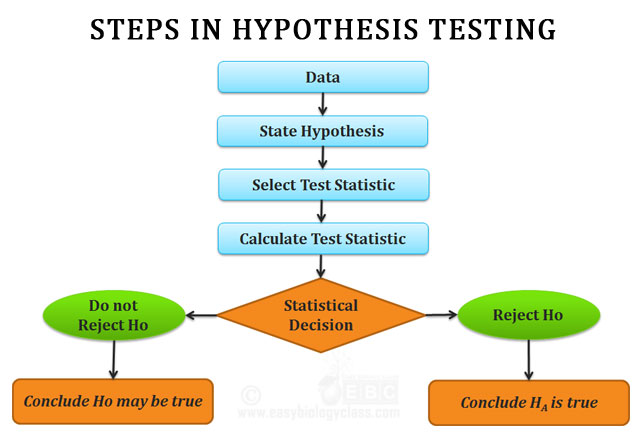 STEPS IN HYPOTHESIS TESTING
Data
State Hypothesis
Select Test Statistic
Calculate Test Statistic
Statistical
Decision
Do not
Reject Ho
Reject Ho
Conclude Ho may be true
Conclude HA is true
© EBC
www.easybiologyclass.com